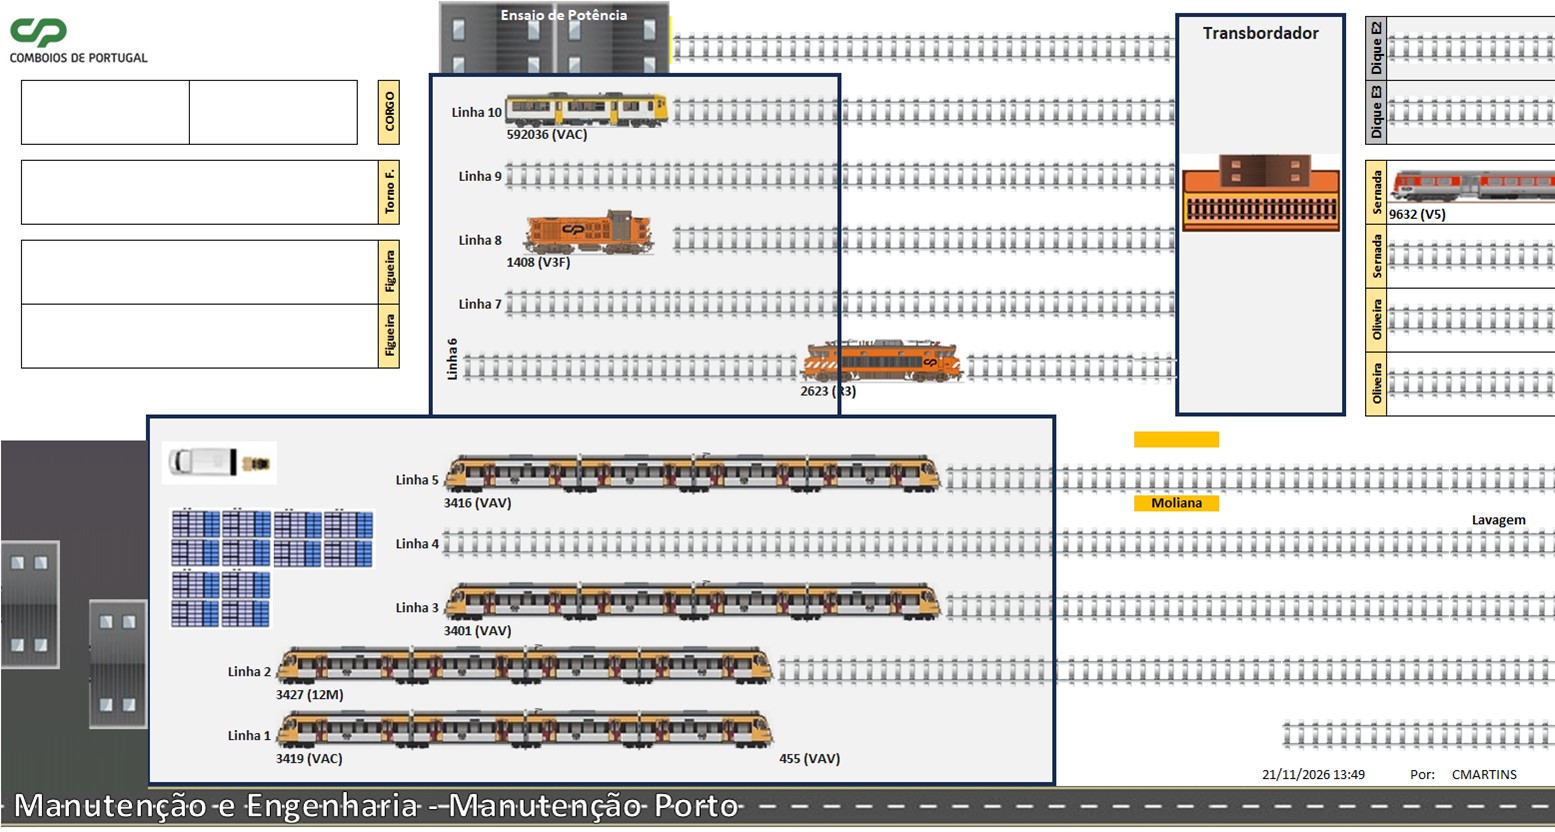 Ensaio de Potência
Transbordador
Dique E2
Dique E3
CP
COMBOIOS DE PORTUGAL
CORGO
Torno F.
Figueira
Figueira
Linha 10
592036 (VAC)
Linha 9
Linha 8
1408 (V3F)
Linha 7
Linha 6
2623 (R3)
Sernada
9632 (V5)
Sernada
Oliveira
Oliveira
Linha 5
3416 (VAV)
Moliana
Lavagem
Linha 4
Linha 3
3401 (VAV)
Linha 2
3427 (12M)
Linha 1
3419 (VAC)
455 (VAV)
21/11/2026 13:49 Por: CMARTINS
Manutenção e Engenharia - Manutenção Porto